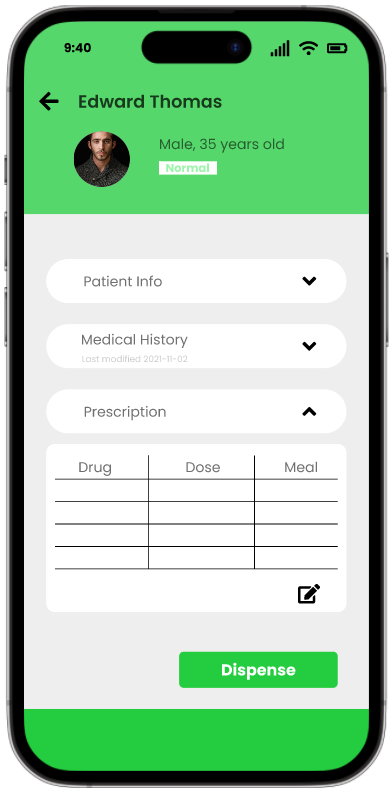 9:40
Edward Thomas
Male, 35 years old
Normal
Patient Info
Medical History
Last modified 2021-11-02
Prescription
Drug Dose Meal
Dispense